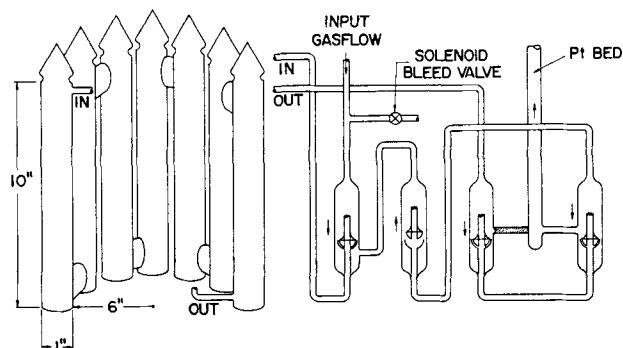 INPUT
GASFLOW
SOLENOID
BLEED VALVE
Pt BED
IN
OUT
IN
10"
6"
OUT
1"